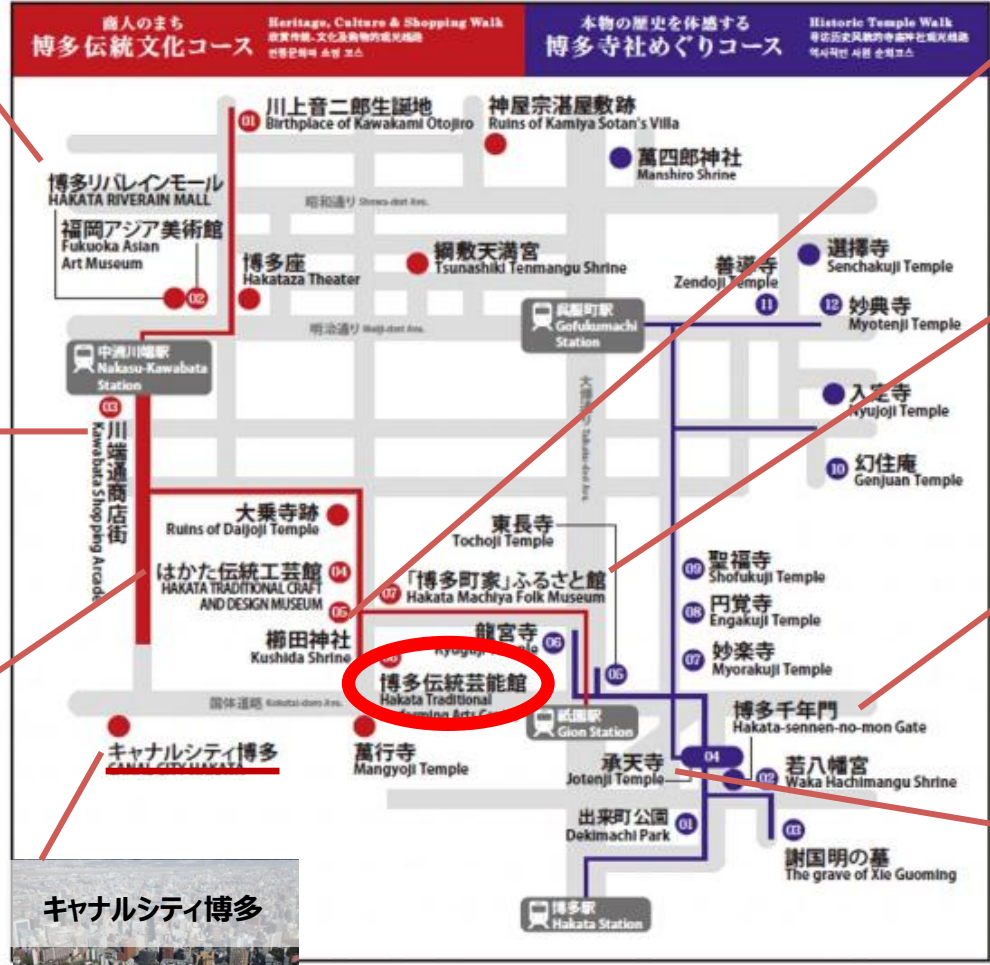 商人のまち
博多伝統文化コース
Heritage, Culture & Shopping Walk
本物の歴史を体感する
博多寺社めぐりコース
Historic Temple Walk
01
川上音二郎生誕地
Birthplace of Kawakami Otojiro
神屋宗湛屋敷跡
Ruins of Kamiya Sotan's Villa
萬四郎神社
Manshiro Shrine
博多リバレインモール
HAKATA RIVERAIN MALL
昭和通り Showa-dori Ave.
福岡アジア美術館
Fukuoka Asian
Art Museum
02
博多座
Hakataza Theater
綱敷天満宮
Tsunashiki Tenmangu Shrine
善導寺
Zendoji Temple
11
選擇寺
Senchakuji Temple
12
妙典寺
Myotenji Temple
明治通り Meiji-dori Ave.
呉服町駅
Gofukumachi
Station
中洲川端駅
Nakasu-Kawabata
Station
03
川端通商店街
Kawabata Shopping Arcade
大博通り
入定寺
Nyujoji Temple
10
幻住庵
Genjuan Temple
大乗寺跡
Ruins of Daijoji Temple
東長寺
Tochoji Temple
はかた伝統工芸館
04
HAKATA TRADITIONAL CRAFT
AND DESIGN MUSEUM
05
07
「博多町家」ふるさと館
Hakata Machiya Folk Museum
09
聖福寺
Shofukuji Temple
08
円覚寺
Engakuji Temple
07
妙楽寺
Myorakuji Temple
櫛田神社
Kushida Shrine
龍宮寺
06
05
博多伝統芸能館
Hakata Traditional
国体道路 Kokutai-doro Ave.
祇園駅
Gion Station
博多千年門
Hakata-sennen-no-mon Gate
キャナルシティ博多
CANAL CITY HAKATA
萬行寺
Mangyoji Temple
承天寺
Jotenji Temple
04
02
若八幡宮
Waka Hachimangu Shrine
出来町公園
Dekimachi Park
01
03
謝国明の墓
The grave of Xie Guoming
博多駅
Hakata Station
キャナルシティ博多